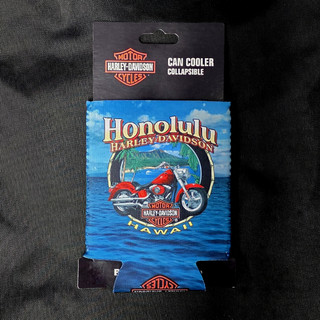 MOTOR
HARLEY-DAVIDSON
CYCLES
CAN COOLER
COLLAPSIBLE
Honolulu
HARLEY-DAVIDSON
MOTOR
HARLEY-DAVIDSON
CYCLES
HAWAII